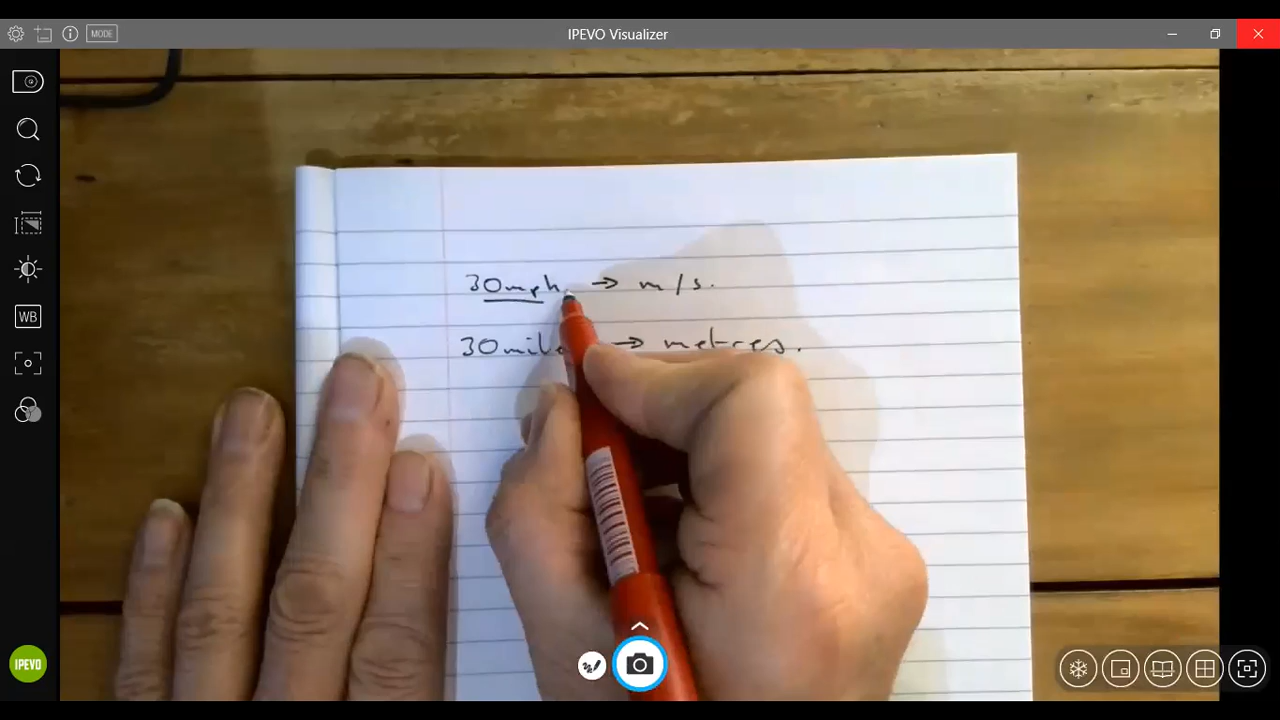 MODE
IPEVO Visualizer
WB
30mph. → m/s.
30 → metres.
IPEVO